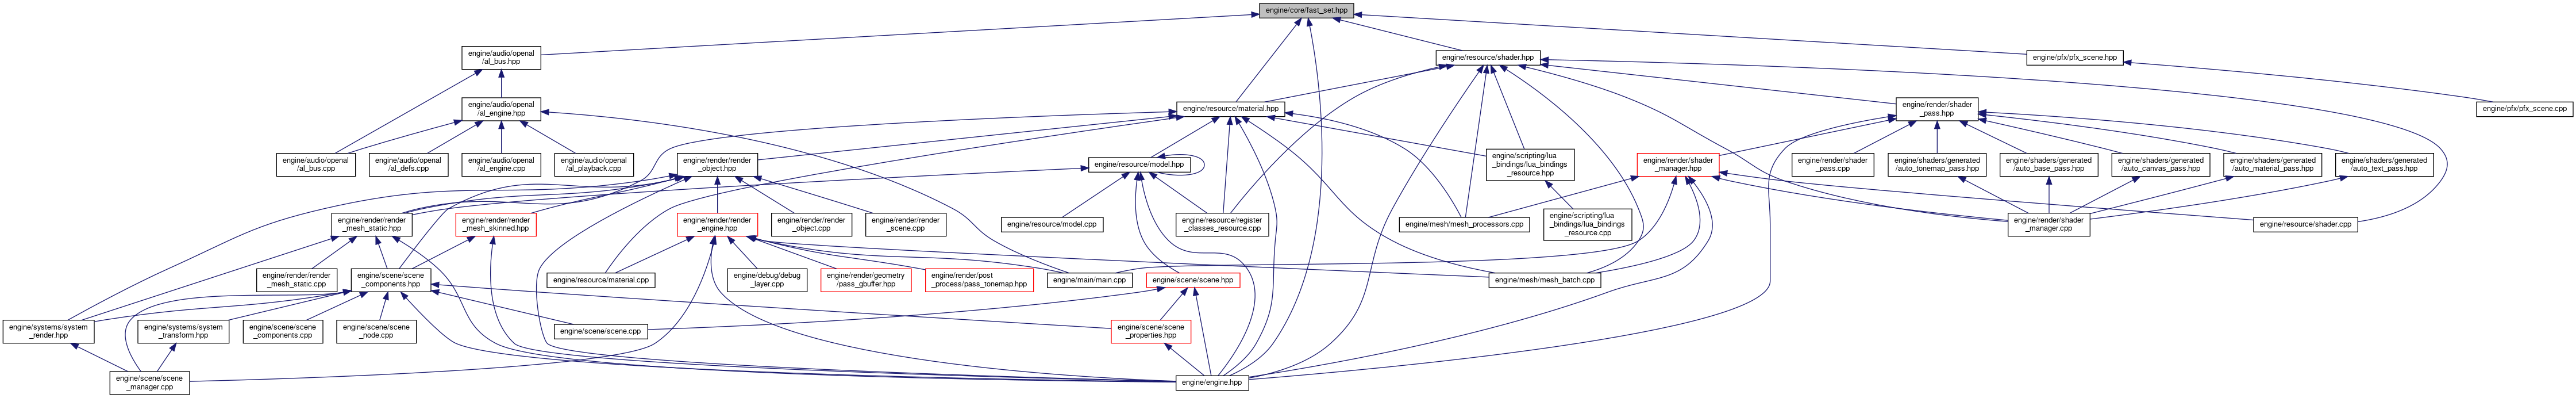 engine/core/fast_set.hpp
engine/audio/openal
/al_bus.hpp
engine/resource/shader.hpp
engine/pfx/pfx_scene.hpp
engine/audio/openal
/al_engine.hpp
engine/resource/material.hpp
engine/render/shader
_pass.hpp
engine/pfx/pfx_scene.cpp
engine/audio/openal
/al_bus.cpp
engine/audio/openal
/al_defs.cpp
engine/audio/openal
/al_engine.cpp
engine/audio/openal
/al_playback.cpp
engine/render/render
_object.hpp
engine/resource/model.hpp
engine/scripting/lua
_bindings/lua_bindings
_resource.hpp
engine/render/shader
_manager.hpp
engine/render/shader
_pass.cpp
engine/shaders/generated
/auto_tonemap_pass.hpp
engine/shaders/generated
/auto_base_pass.hpp
engine/shaders/generated
/auto_canvas_pass.hpp
engine/shaders/generated
/auto_material_pass.hpp
engine/shaders/generated
/auto_text_pass.hpp
engine/render/render
_mesh_static.hpp
engine/render/render
_mesh_skinned.hpp
engine/render/render
_engine.hpp
engine/render/render
_object.cpp
engine/render/render
_scene.cpp
engine/resource/model.cpp
engine/resource/register
_classes_resource.cpp
engine/mesh/mesh_processors.cpp
engine/scripting/lua
_bindings/lua_bindings
_resource.cpp
engine/render/shader
_manager.cpp
engine/resource/shader.cpp
engine/render/render
_mesh_static.cpp
engine/scene/scene
_components.hpp
engine/resource/material.cpp
engine/debug/debug
_layer.cpp
engine/render/geometry
/pass_gbuffer.hpp
engine/render/post
_process/pass_tonemap.hpp
engine/main/main.cpp
engine/scene/scene.hpp
engine/mesh/mesh_batch.cpp
engine/systems/system
_render.hpp
engine/systems/system
_transform.hpp
engine/scene/scene
_components.cpp
engine/scene/scene
_node.cpp
engine/scene/scene.cpp
engine/scene/scene
_properties.hpp
engine/scene/scene
_manager.cpp
engine/engine.hpp